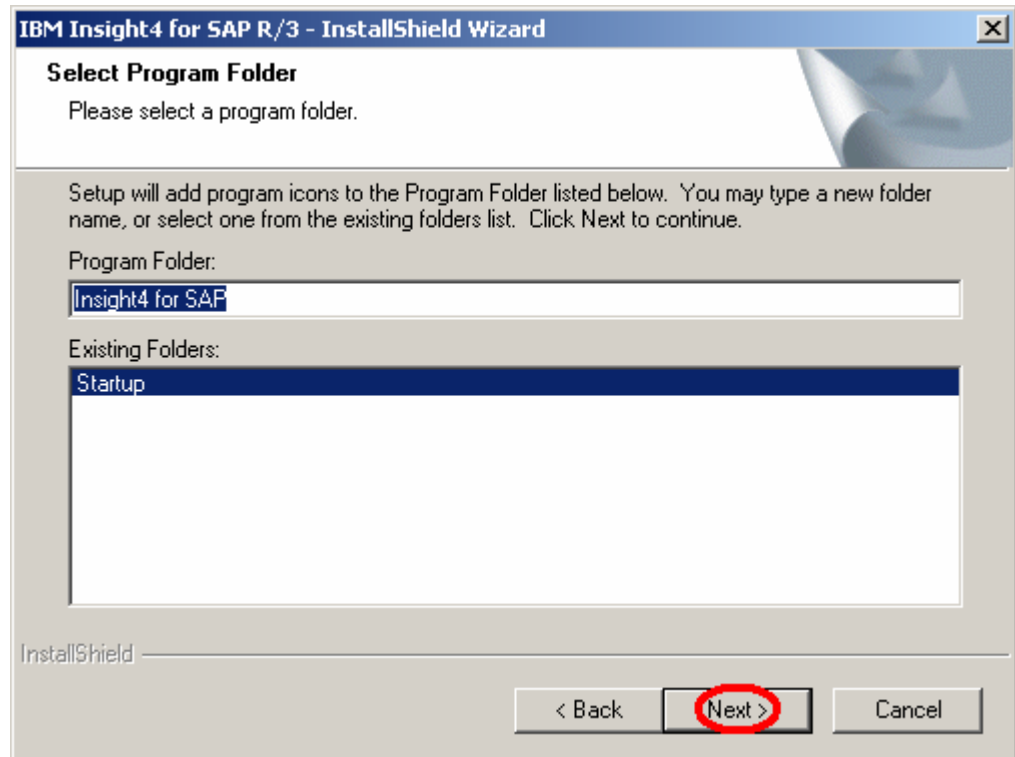 IBM Insight4 for SAP R/3 - InstallShield Wizard
Select Program Folder
Please select a program folder.
Setup will add program icons to the Program Folder listed below. You may type a new folder
name, or select one from the existing folders list. Click Next to continue.
Program Folder:
Insight4 for SAP
Existing Folders:
Startup
InstallShield
< Back
Next >
Cancel